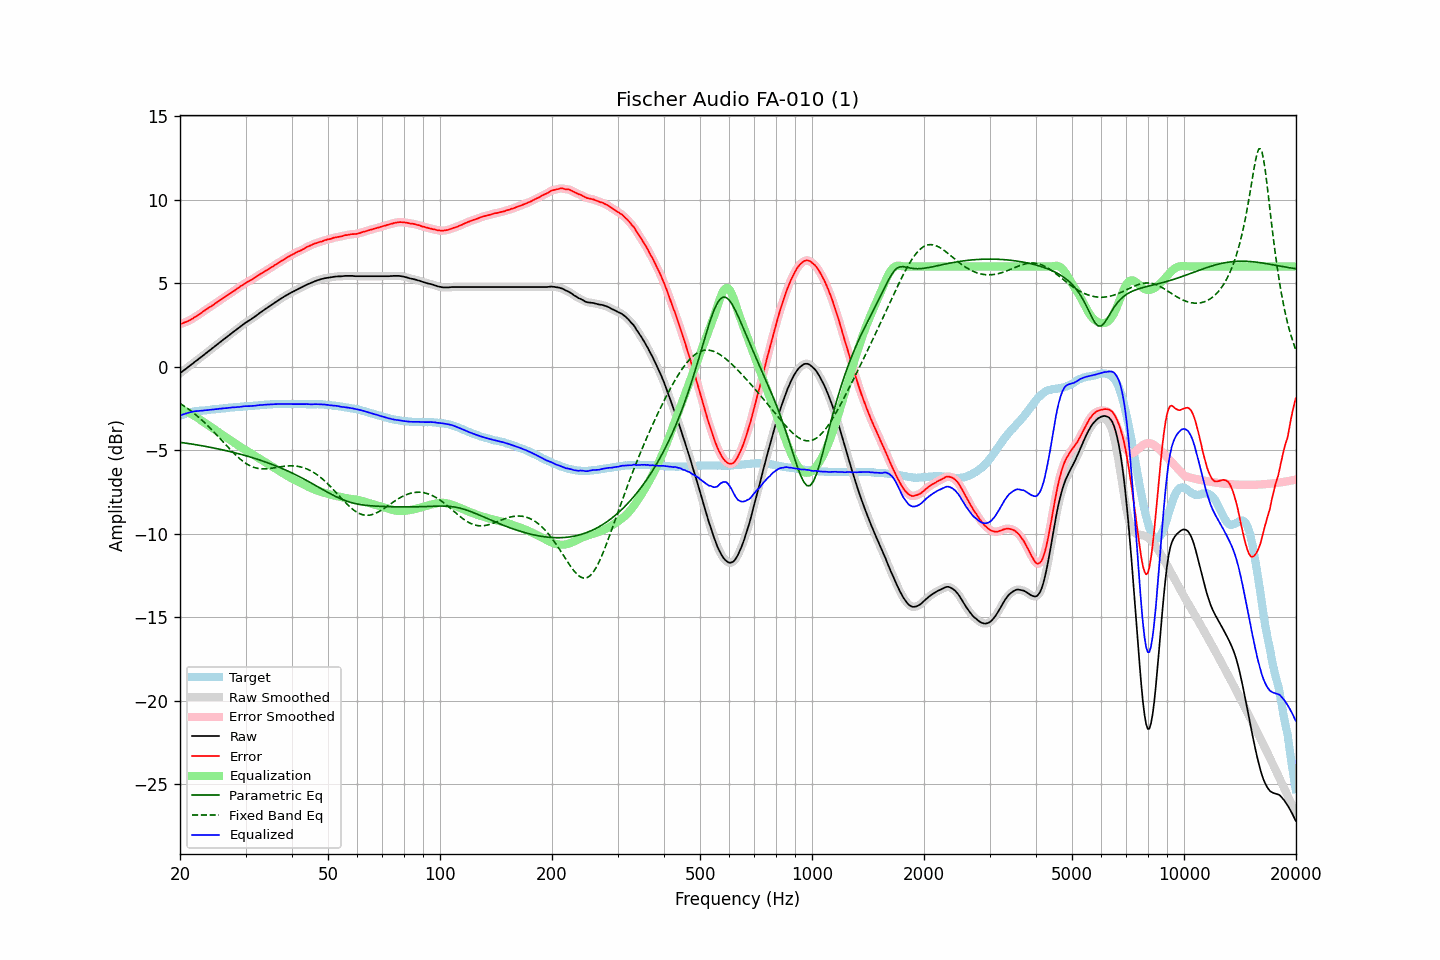 Fischer Audio FA-010 (1)
Amplitude (dBr)
15
10
5
0
−5
−10
−15
−20
−25
Target
Raw Smoothed
Error Smoothed
Raw
Error
Equalization
Parametric Eq
Fixed Band Eq
Equalized
20 50 100 200 500 1000 2000 5000 10000 20000
Frequency (Hz)